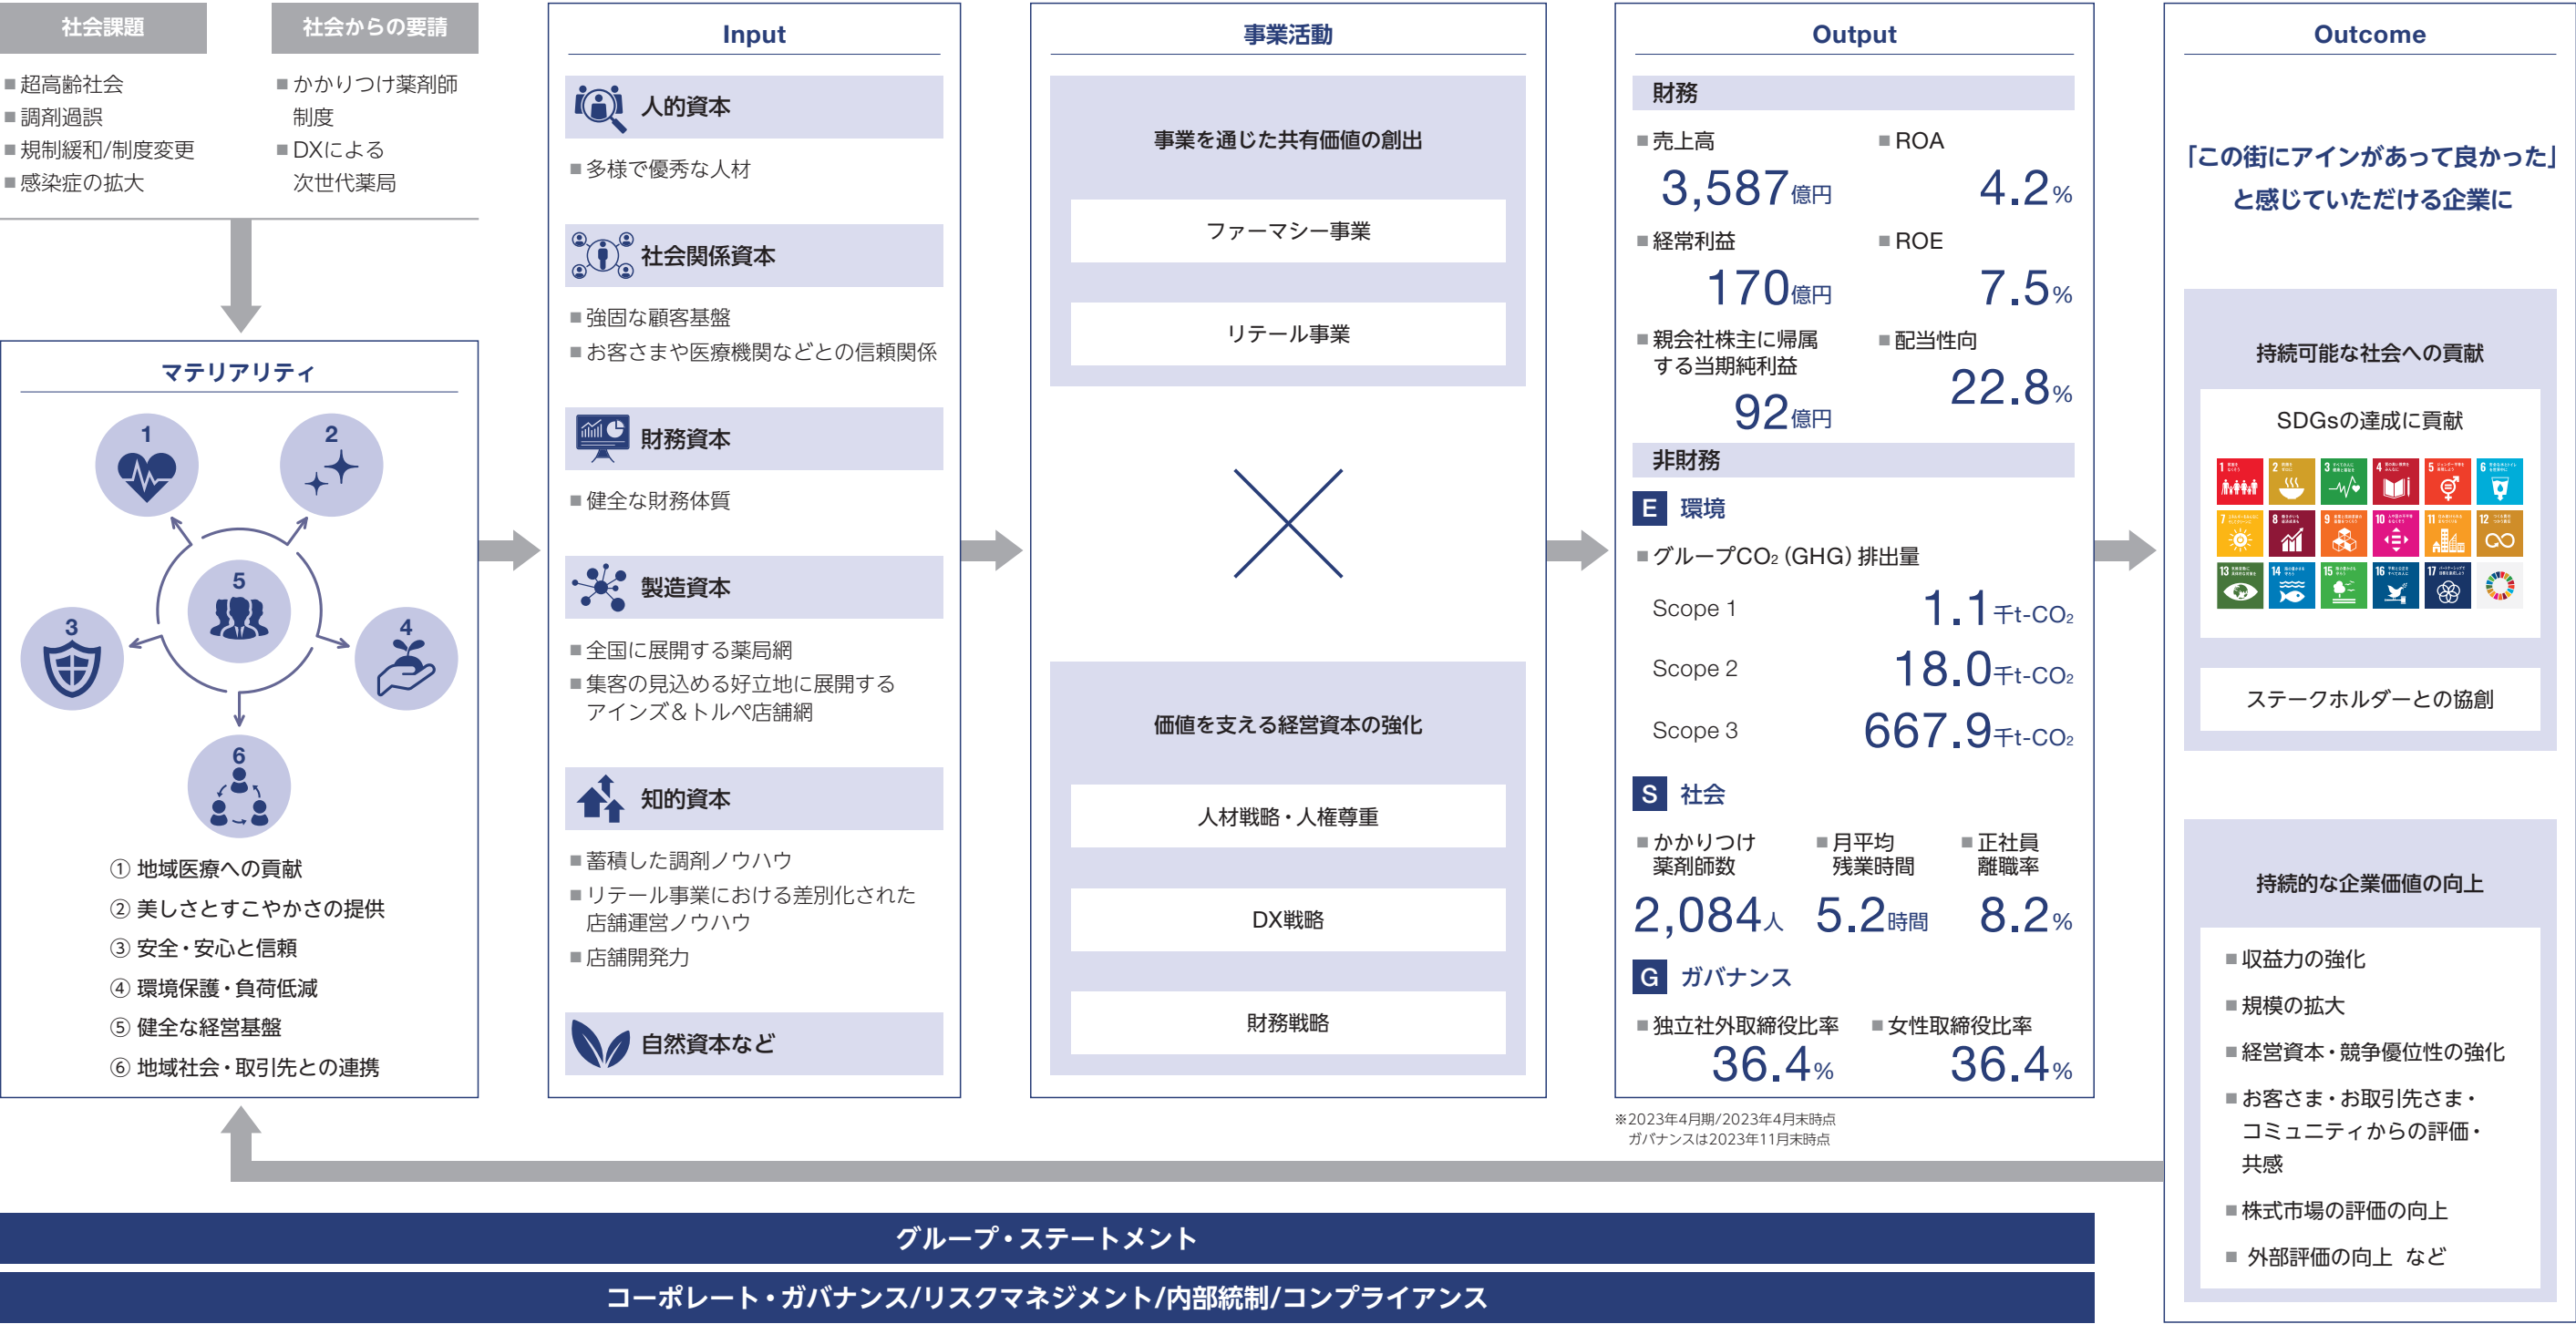 社会課題
■超高齢社会
■調剤過誤
■規制緩和/制度変更
■感染症の拡大
社会からの要請
■かかりつけ薬剤師
制度
■DXによる
次世代薬局
マテリアリティ
1
2
3
4
5
6
① 地域医療への貢献
② 美しさとすこやかさの提供
③ 安全・安心と信頼
④ 環境保護・負荷低減
⑤ 健全な経営基盤
⑥ 地域社会・取引先との連携
Input
人的資本
■多様で優秀な人材
社会関係資本
■強固な顧客基盤
■お客さまや医療機関などとの信頼関係
財務資本
■健全な財務体質
製造資本
■全国に展開する薬局網
■集客の見込める好立地に展開する
アインズ&トルペ店舗網
知的資本
■蓄積した調剤ノウハウ
■リテール事業における差別化された
店舗運営ノウハウ
■店舗開発力
自然資本など
事業活動
事業を通じた共有価値の創出
ファーマシー事業
リテール事業
価値を支える経営資本の強化
人材戦略・人権尊重
DX戦略
財務戦略
Output
財務
■売上高
3,587億円
■ROA
4.2%
■経常利益
170億円
■ROE
7.5%
■親会社株主に帰属
する当期純利益
92億円
■配当性向
22.8%
非財務
E 環境
■グループCO₂(GHG)排出量
Scope 1 1.1千t-CO₂
Scope 2 18.0千t-CO₂
Scope 3 667.9千t-CO₂
S 社会
■かかりつけ
薬剤師数
2,084人
■月平均
残業時間
5.2時間
■正社員
離職率
8.2%
G ガバナンス
■独立社外取締役比率
36.4%
■女性取締役比率
36.4%
※2023年4月期/2023年4月末時点
ガバナンスは2023年11月末時点
Outcome
「この街にアインがあって良かった」
と感じていただける企業に
持続可能な社会への貢献
SDGsの達成に貢献
1
2
3
4
5
6
7
8
9
10
11
12
13
14
15
16
17
ステークホルダーとの協創
持続的な企業価値の向上
■収益力の強化
■規模の拡大
■経営資本・競争優位性の強化
■お客さま・お取引先さま・
コミュニティからの評価・
共感
■株式市場の評価の向上
■外部評価の向上 など
グループ・ステートメント
コーポレート・ガバナンス/リスクマネジメント/内部統制/コンプライアンス